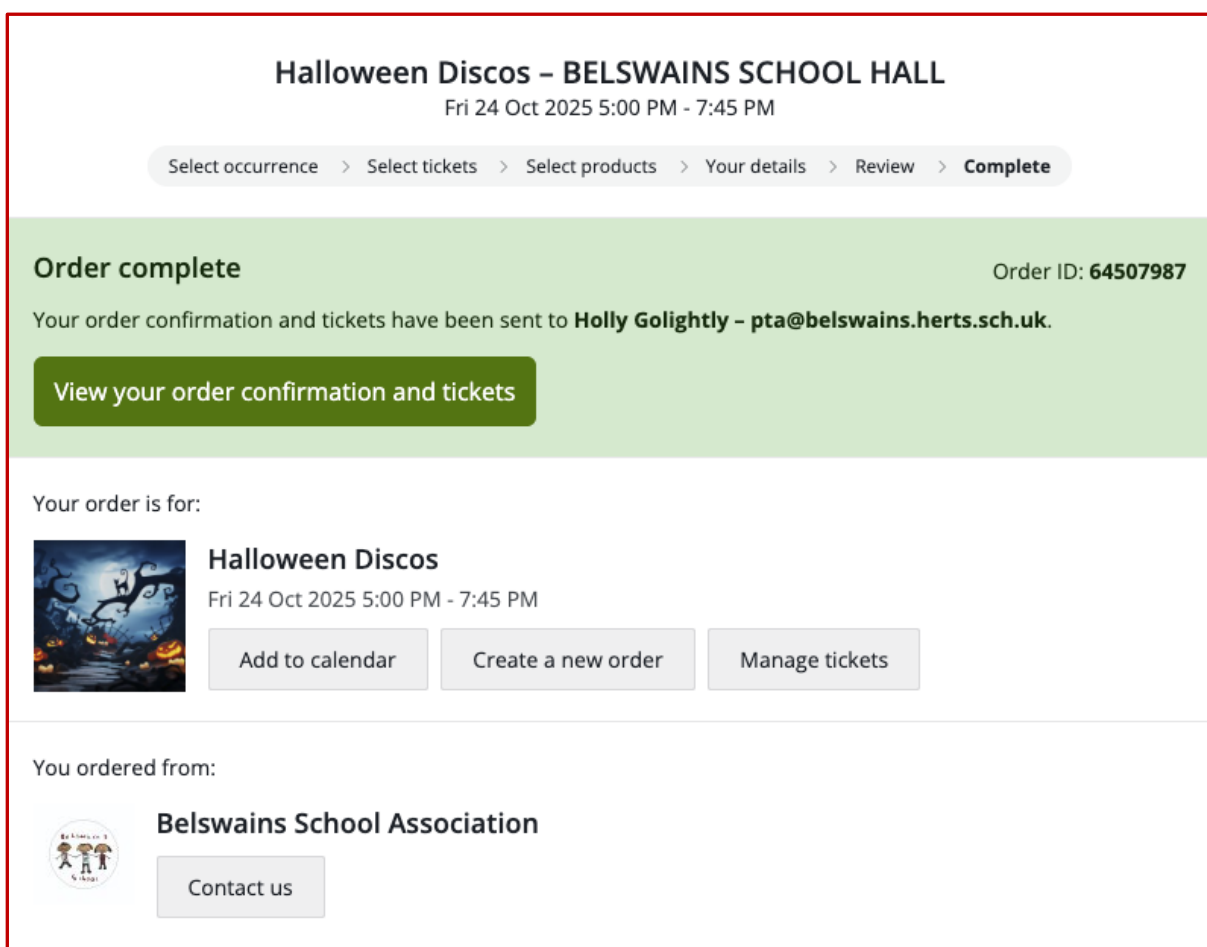 Halloween Discos – BELSWAINS SCHOOL HALL
Fri 24 Oct 2025 5:00 PM - 7:45 PM
Select occurrence > Select tickets > Select products > Your details > Review > Complete
Order complete
Order ID: 64507987
Your order confirmation and tickets have been sent to Holly Golightly – pta@belswains.herts.sch.uk.
View your order confirmation and tickets
Your order is for:
Halloween Discos
Fri 24 Oct 2025 5:00 PM - 7:45 PM
Add to calendar
Create a new order
Manage tickets
You ordered from:
Belswains School Association
School
Contact us